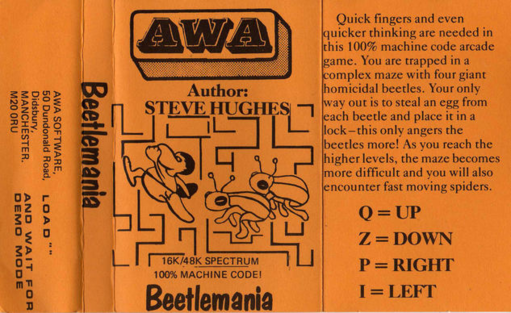 AWA SOFTWARE,
50 Dundonald Road,
Didsbury,
MANCHESTER.
M20 0RU
LOAD " "
AND WAIT FOR
DEMO MODE
Beetlemania
AWA
Author:
STEVE HUGHES
16K/48K SPECTRUM
100% MACHINE CODE!
Beetlemania
Quick fingers and even
quicker thinking are needed in
this 100% machine code arcade
game. You are trapped in a
complex maze with four giant
homicidal beetles. Your only
way out is to steal an egg from
each beetle and place it in a
lock – this only angers the
beetles more! As you reach the
higher levels, the maze becomes
more difficult and you will also
encounter fast moving spiders.
Q = UP
Z = DOWN
P = RIGHT
I = LEFT